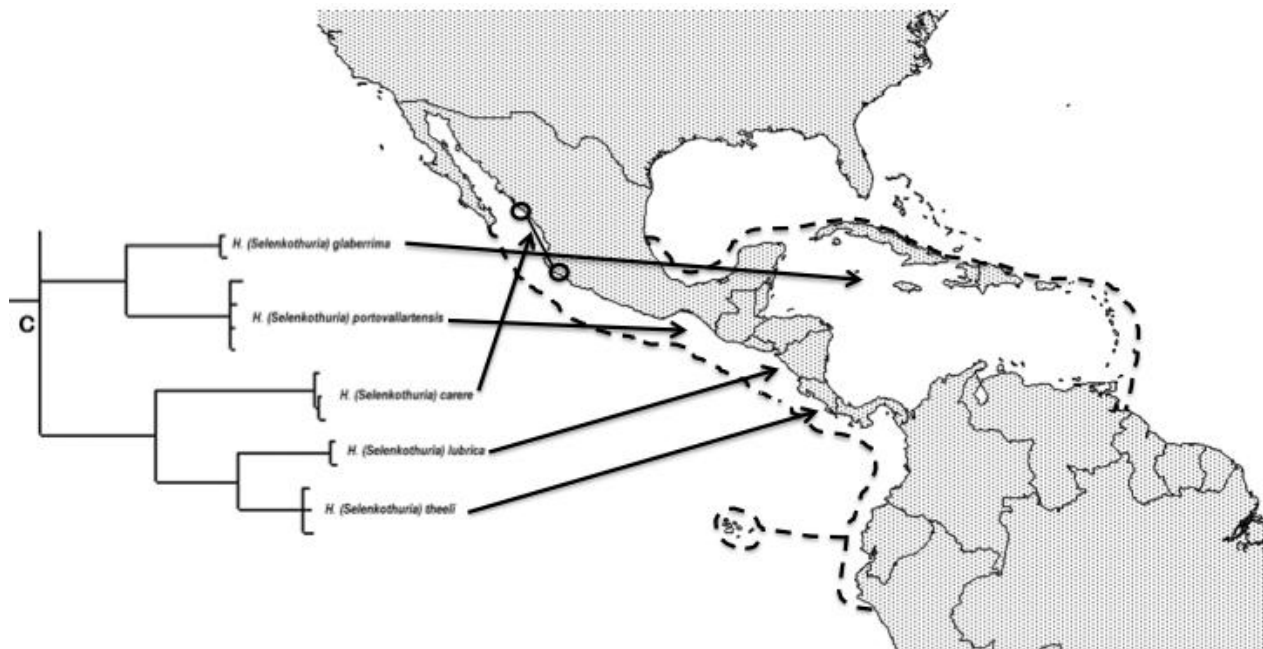 H. (Selenkothuria) glaberrima
H. (Selenkothuria) portovallartensis
C
H. (Selenkothuria) carere
H. (Selenkothuria) lubrica
H. (Selenkothuria) theeli